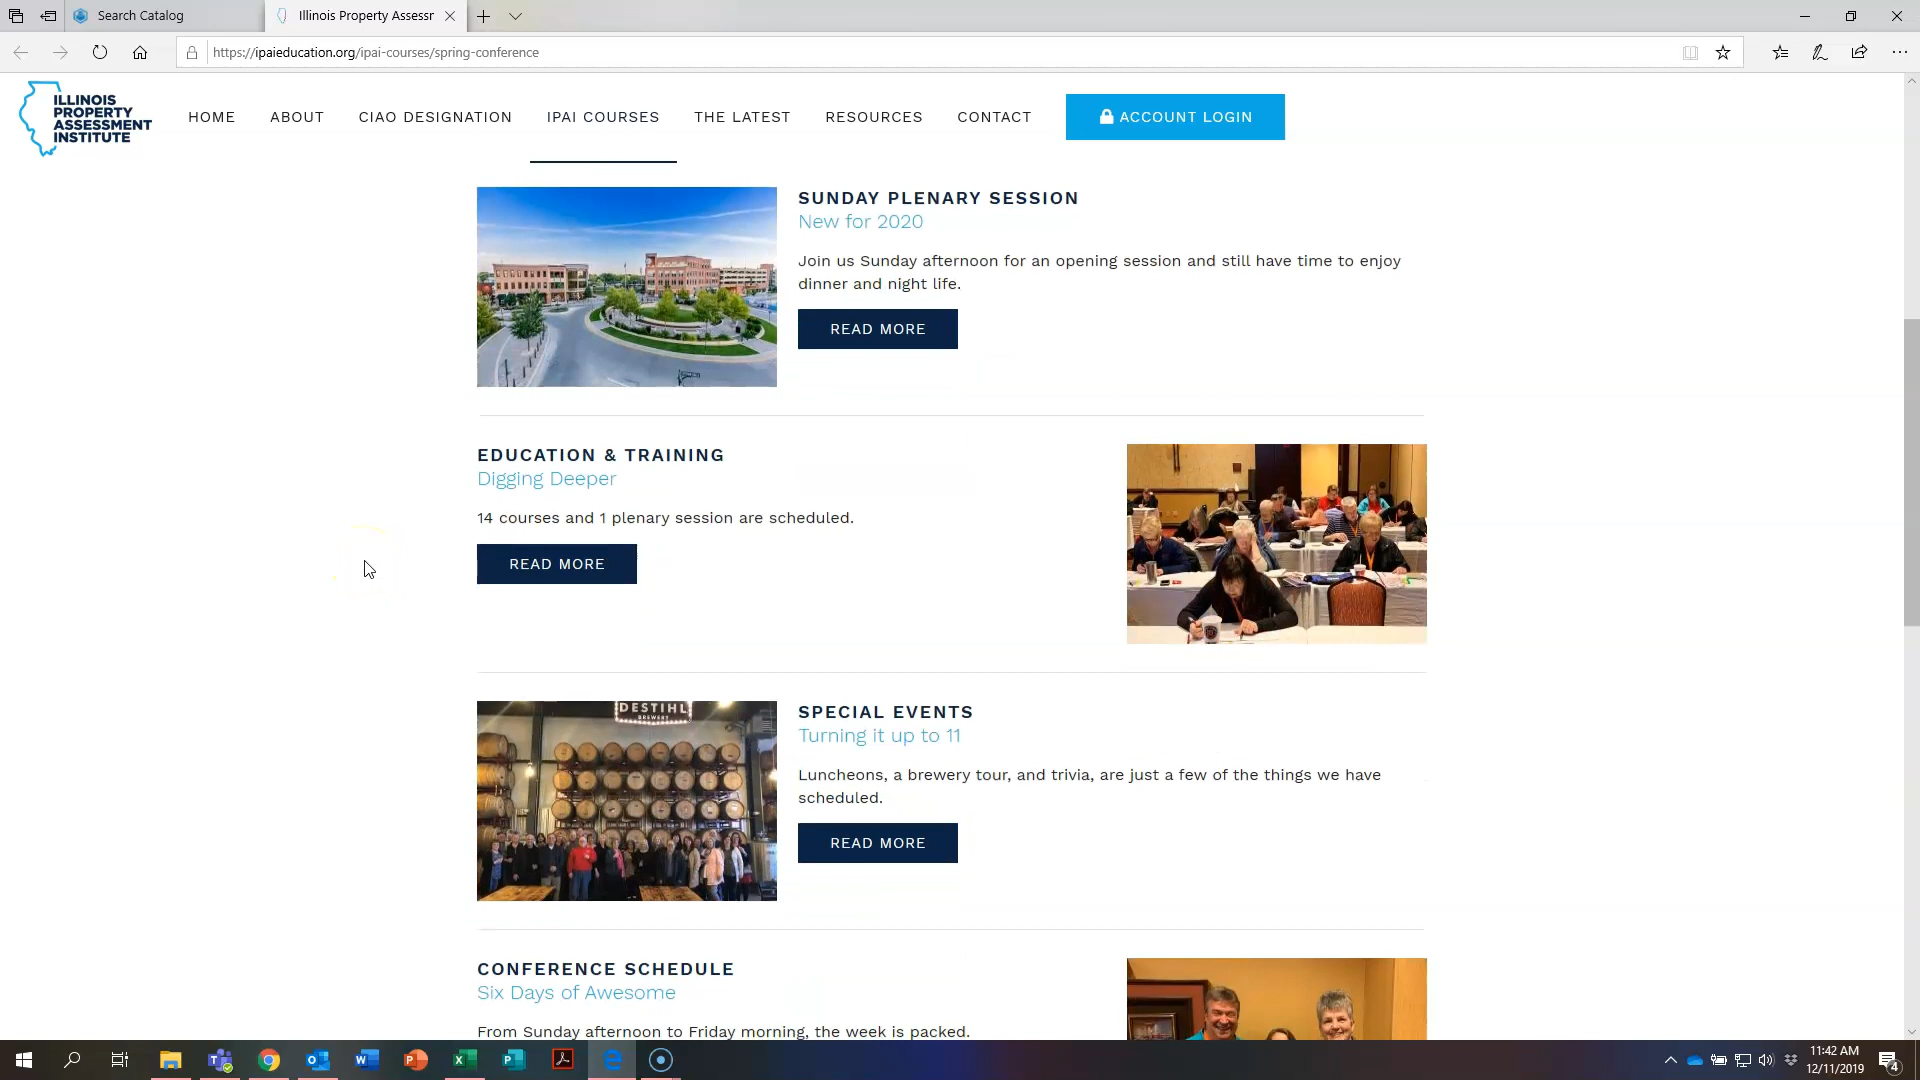 Search Catalog
Illinois Property Assessr
https://ipaieducation.org/ipai-courses/spring-conference
ILLINOIS
PROPERTY
ASSESSMENT
INSTITUTE
HOME
ABOUT
CIAO DESIGNATION
IPAI COURSES
THE LATEST
RESOURCES
CONTACT
ACCOUNT LOGIN
SUNDAY PLENARY SESSION
New for 2020
Join us Sunday afternoon for an opening session and still have time to enjoy
dinner and night life.
READ MORE
EDUCATION & TRAINING
Digging Deeper
14 courses and 1 plenary session are scheduled.
READ MORE
DESTIHL
BREWERY
SPECIAL EVENTS
Turning it up to 11
Luncheons, a brewery tour, and trivia, are just a few of the things we have
scheduled.
READ MORE
CONFERENCE SCHEDULE
Six Days of Awesome
From Sunday afternoon to Friday morning, the week is packed.
11:42 AM
12/11/2019
4